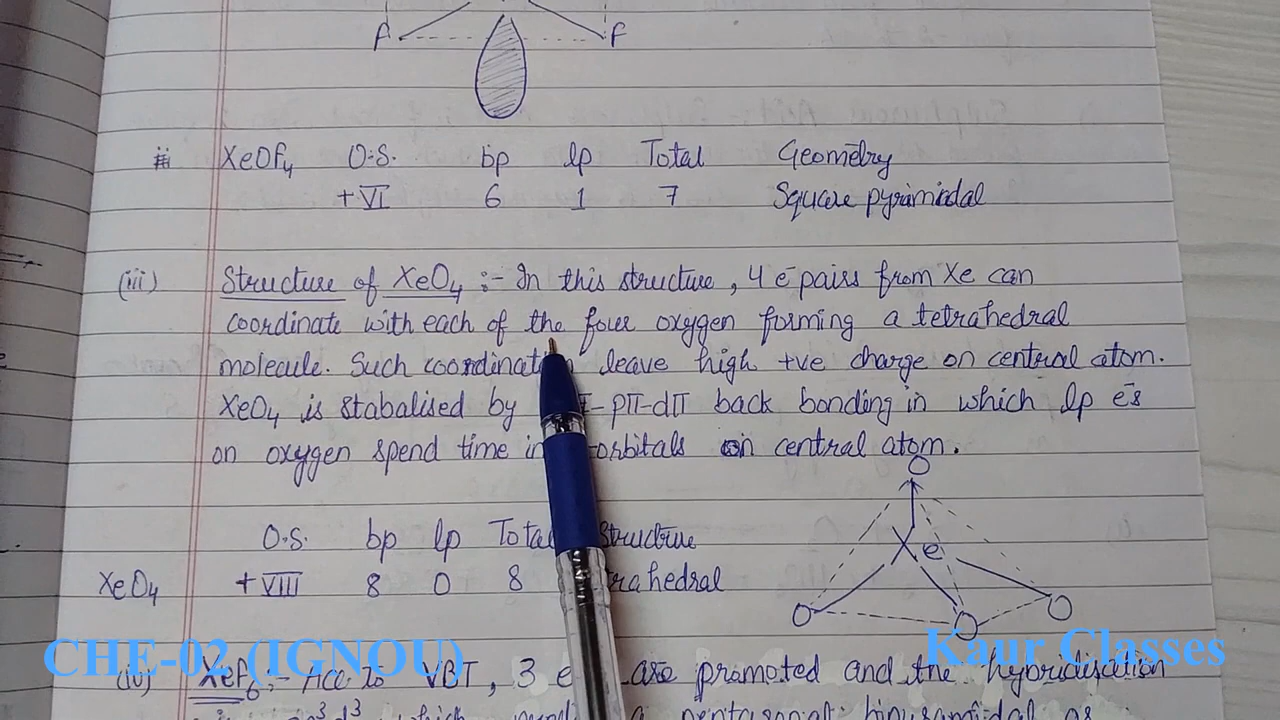 F F
ii XeOF4 O.S. bp lp Total Geometry
+VI 6 1 7 Square pyramidal
(iii) Structure of XeO4 :- In this structure, 4 e̅ pairs from Xe can
coordinate with each of the four oxygen forming a tetrahedral
molecule. Such coordinat leave high +ve charge on central atom.
XeO4 is stabalised by -pπ-dπ back bonding in which lp e̅s
on oxygen spend time in orbitals on central atom.
O
O.S. bp lp Total Structure
Xe
XeO4 +VIII 8 0 8 rahedral
O O O
CHE-02 (IGNOU) Kaur Classes
(iv) XeF6 :- Acc to VBT, 3 e are promoted and the hybridisation